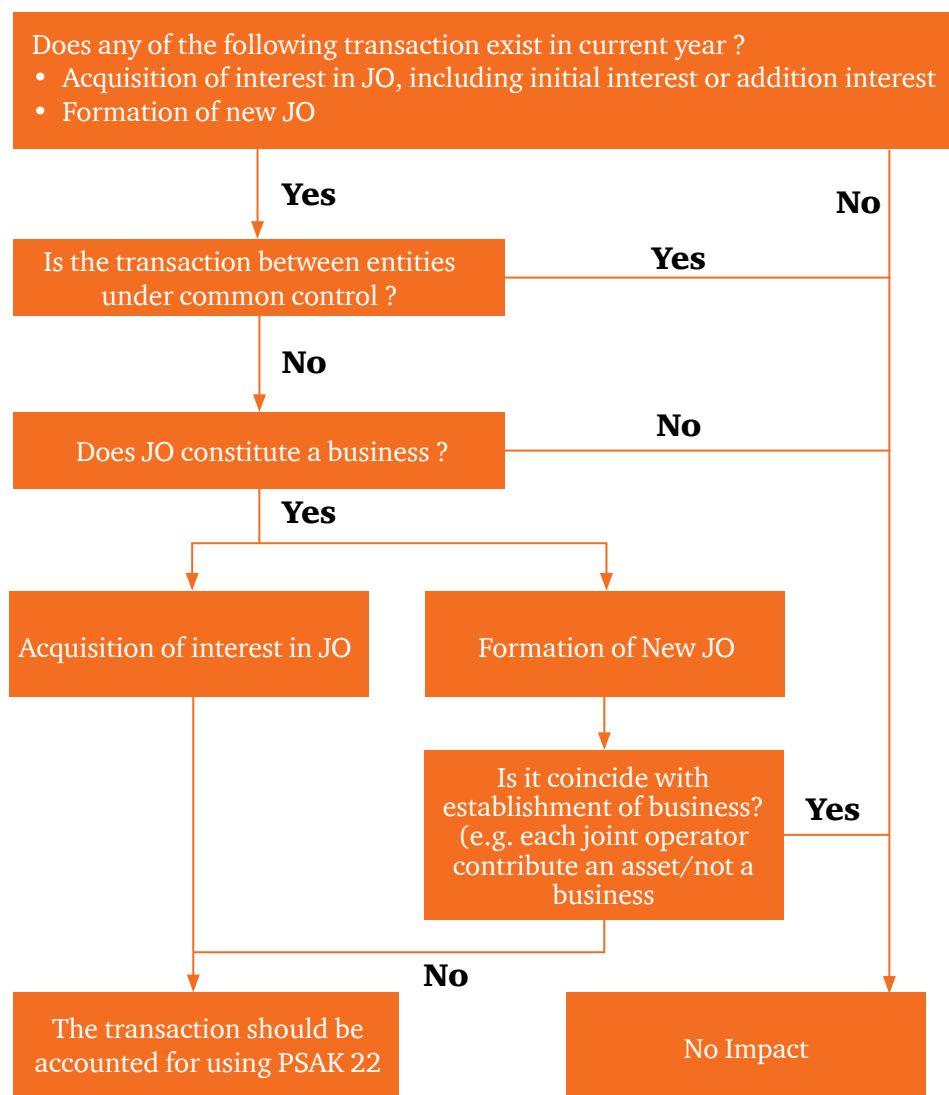 Does any of the following transaction exist in current year ?
• Acquisition of interest in JO, including initial interest or addition interest
• Formation of new JO
Yes
No
Is the transaction between entities
under common control ?
Yes
No
Does JO constitute a business ?
No
Yes
Acquisition of interest in JO
Formation of New JO
Is it coincide with
establishment of business?
(e.g. each joint operator
contribute an asset/not a
business
Yes
No
The transaction should be
accounted for using PSAK 22
No Impact